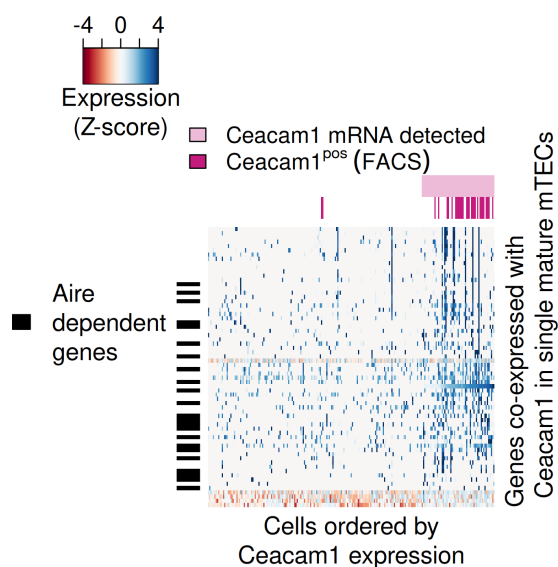 -4 0 4
Expression
(Z-score)
Ceacam1 mRNA detected
Ceacam1pos (FACS)
Aire
dependent
genes
Genes co-expressed with
Ceacam1 in single mature mTECs
Cells ordered by
Ceacam1 expression